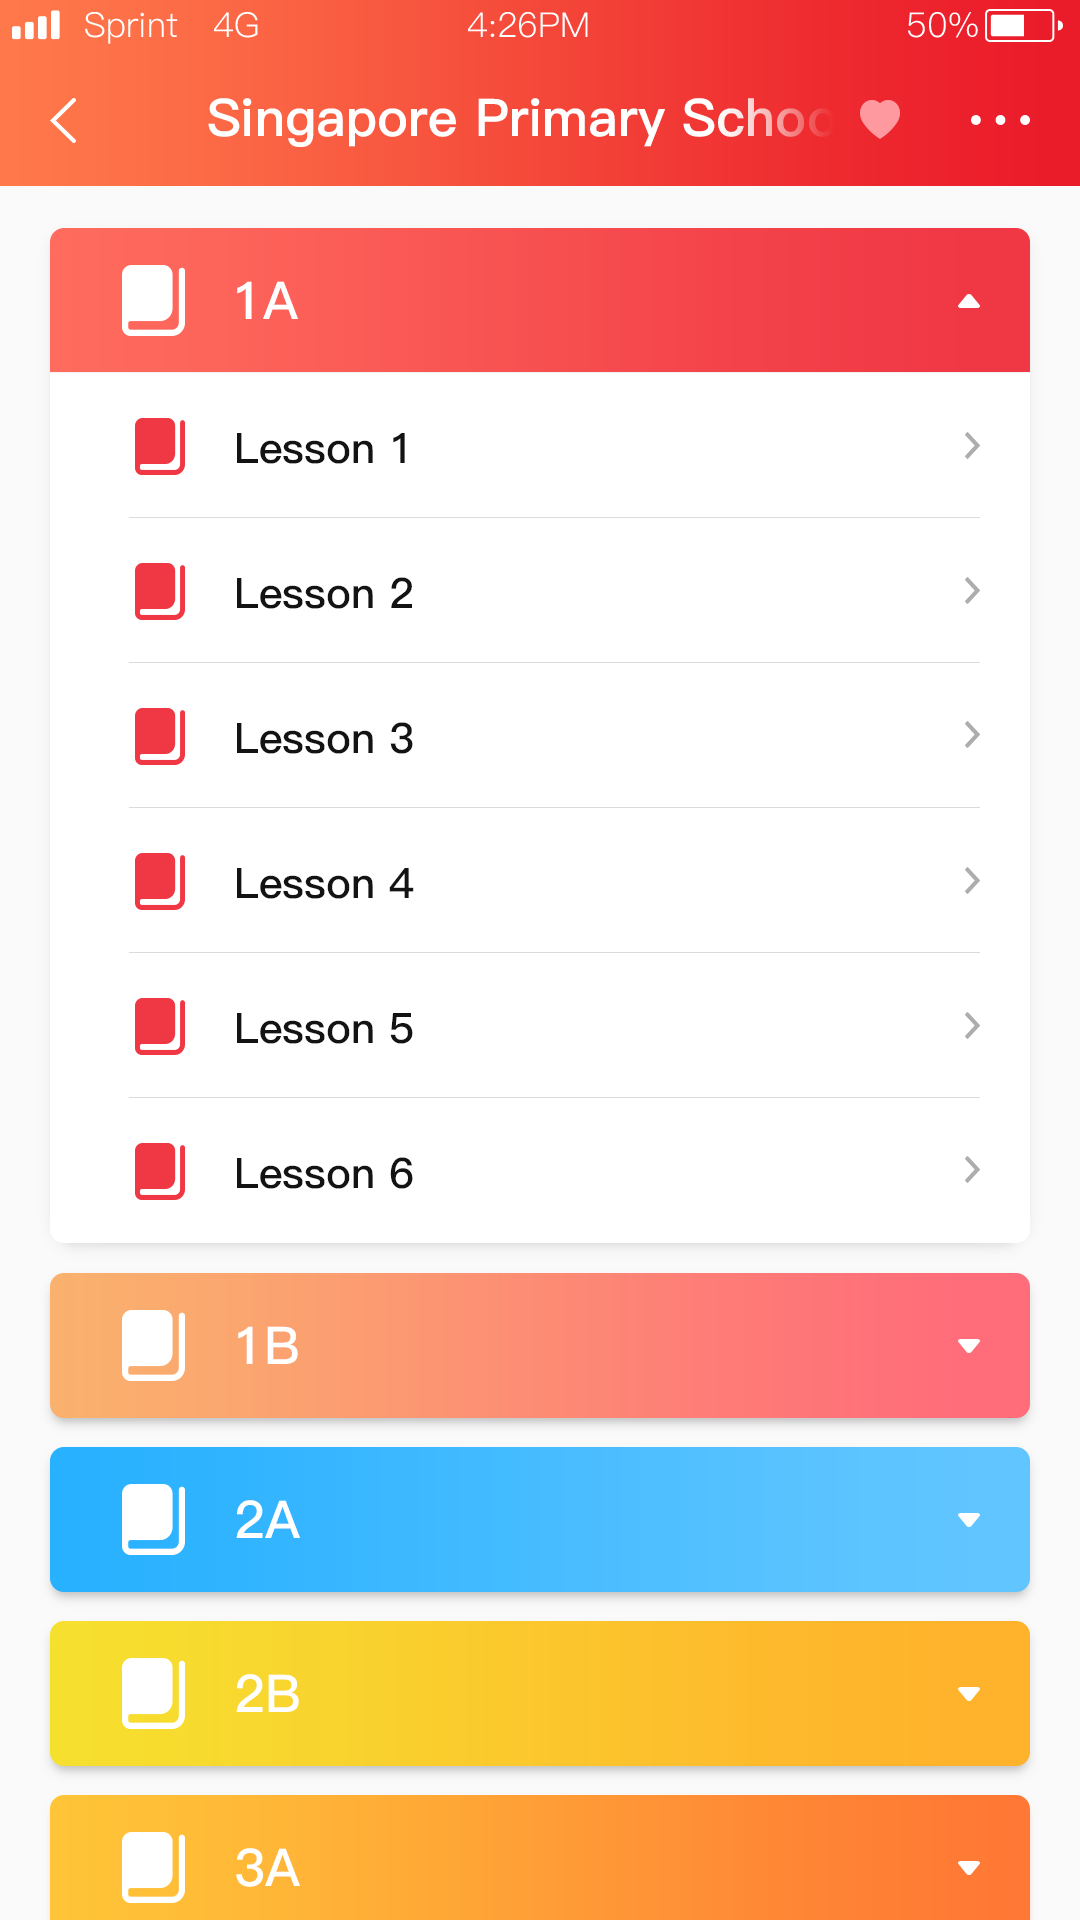 Sprint 4G 4:26PM 50%
Singapore Primary Schoo
1A
Lesson 1
Lesson 2
Lesson 3
Lesson 4
Lesson 5
Lesson 6
1B
2A
2B
3A